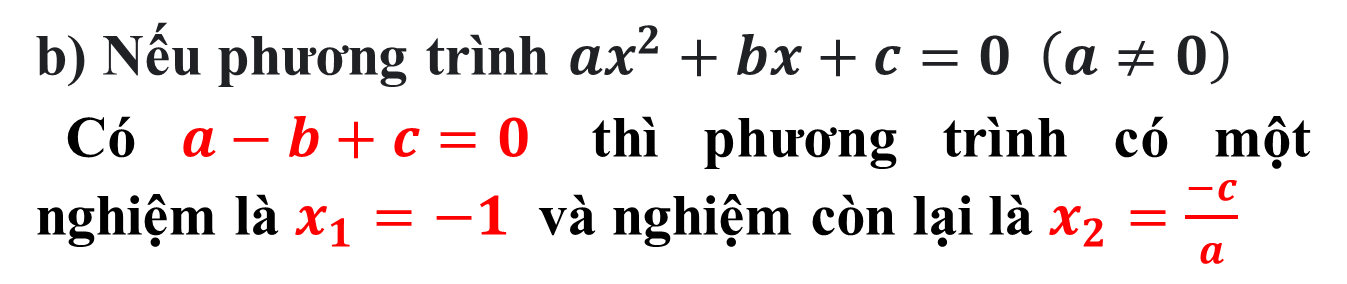 b) Nếu phương trình ax² + bx + c = 0 (a ≠ 0)
Có a − b + c = 0 thì phương trình có một
nghiệm là x₁ = −1 và nghiệm còn lại là x₂ = −c/a